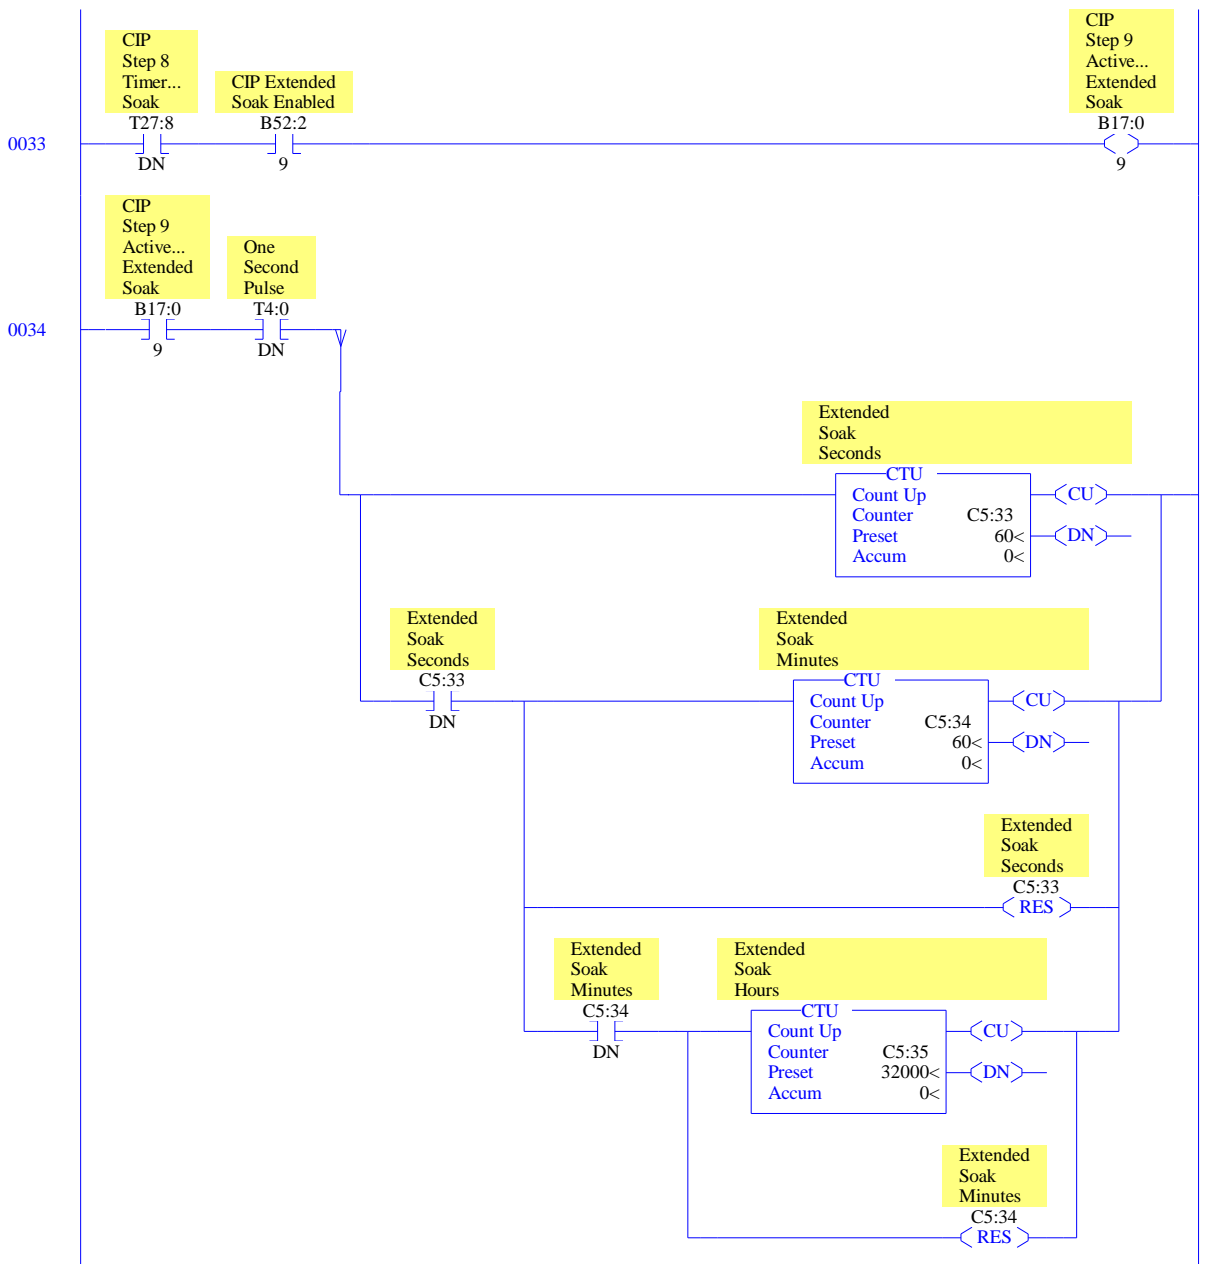 CIP
Step 8
Timer...
Soak
T27:8
DN
CIP Extended
Soak Enabled
B52:2
9
CIP
Step 9
Active...
Extended
Soak
B17:0
9
0033
CIP
Step 9
Active...
Extended
Soak
B17:0
9
One
Second
Pulse
T4:0
DN
0034
Extended
Soak
Seconds
CTU
Count Up
Counter C5:33
Preset 60<
Accum 0<
CU
DN
Extended
Soak
Seconds
C5:33
DN
Extended
Soak
Minutes
CTU
Count Up
Counter C5:34
Preset 60<
Accum 0<
CU
DN
Extended
Soak
Seconds
C5:33
RES
Extended
Soak
Minutes
C5:34
DN
Extended
Soak
Hours
CTU
Count Up
Counter C5:35
Preset 32000<
Accum 0<
CU
DN
Extended
Soak
Minutes
C5:34
RES